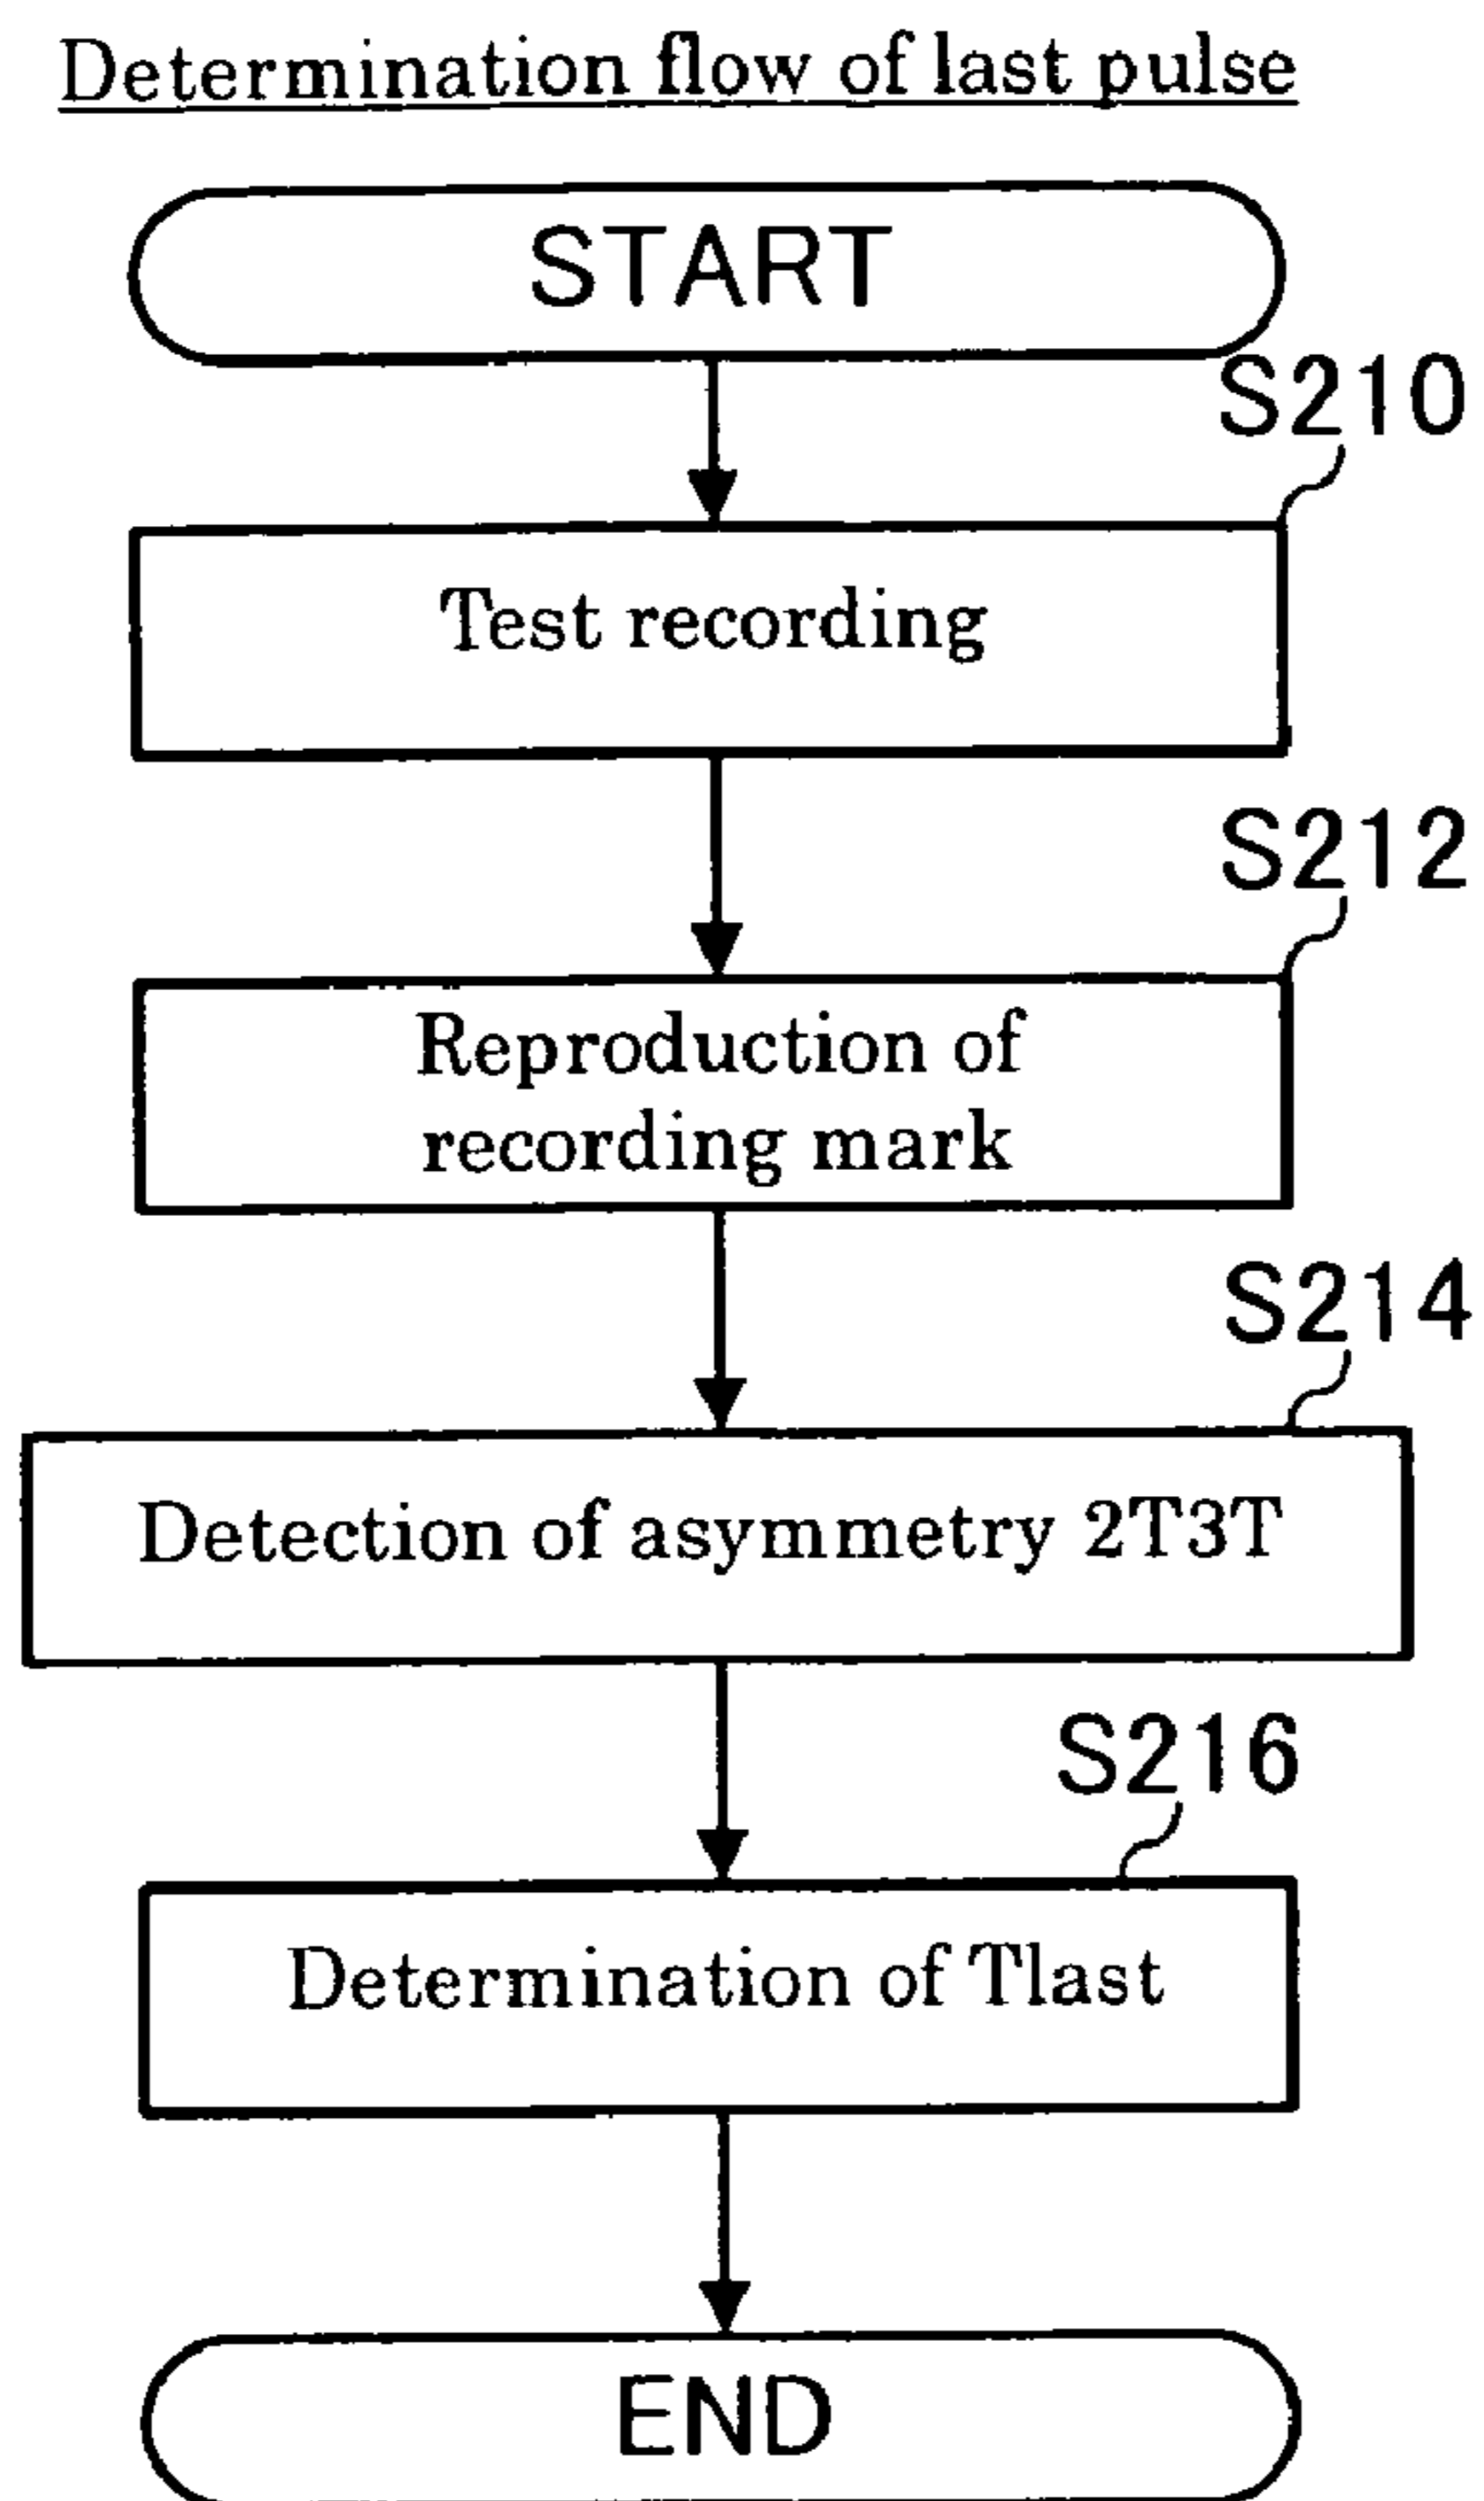 Determination flow of last pulse
START
S210
Test recording
S212
Reproduction of
recording mark
S214
Detection of asymmetry 2T3T
S216
Determination of Tlast
END